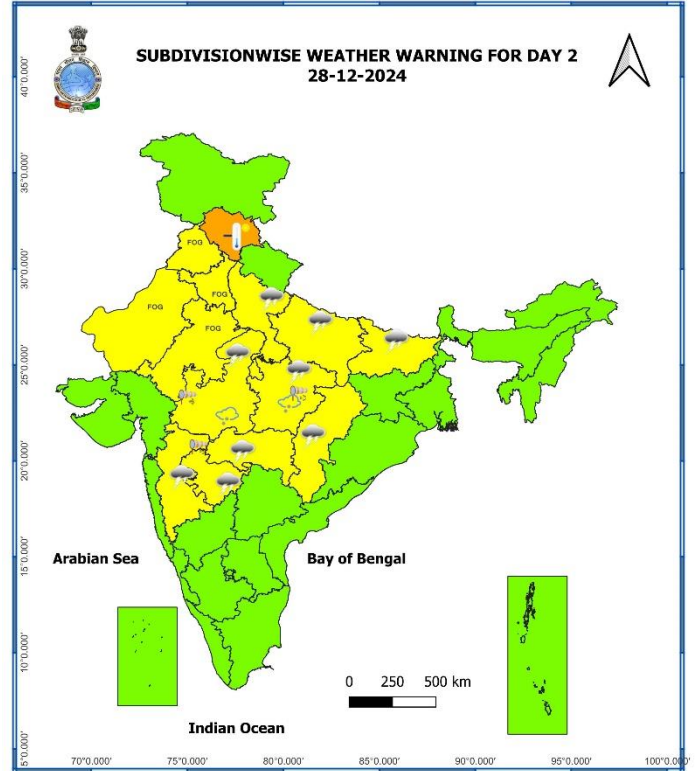 SUBDIVISIONWISE WEATHER WARNING FOR DAY 2
28-12-2024
40°0.000'
35°0.000'
30°0.000'
25°0.000'
20°0.000'
15°0.000'
10°0.000'
5°0.000'
FOG
FOG
FOG
FOG
Arabian Sea
Bay of Bengal
0 250 500 km
Indian Ocean
70°0.000' 75°0.000' 80°0.000' 85°0.000' 90°0.000' 95°0.000' 100°0.000'